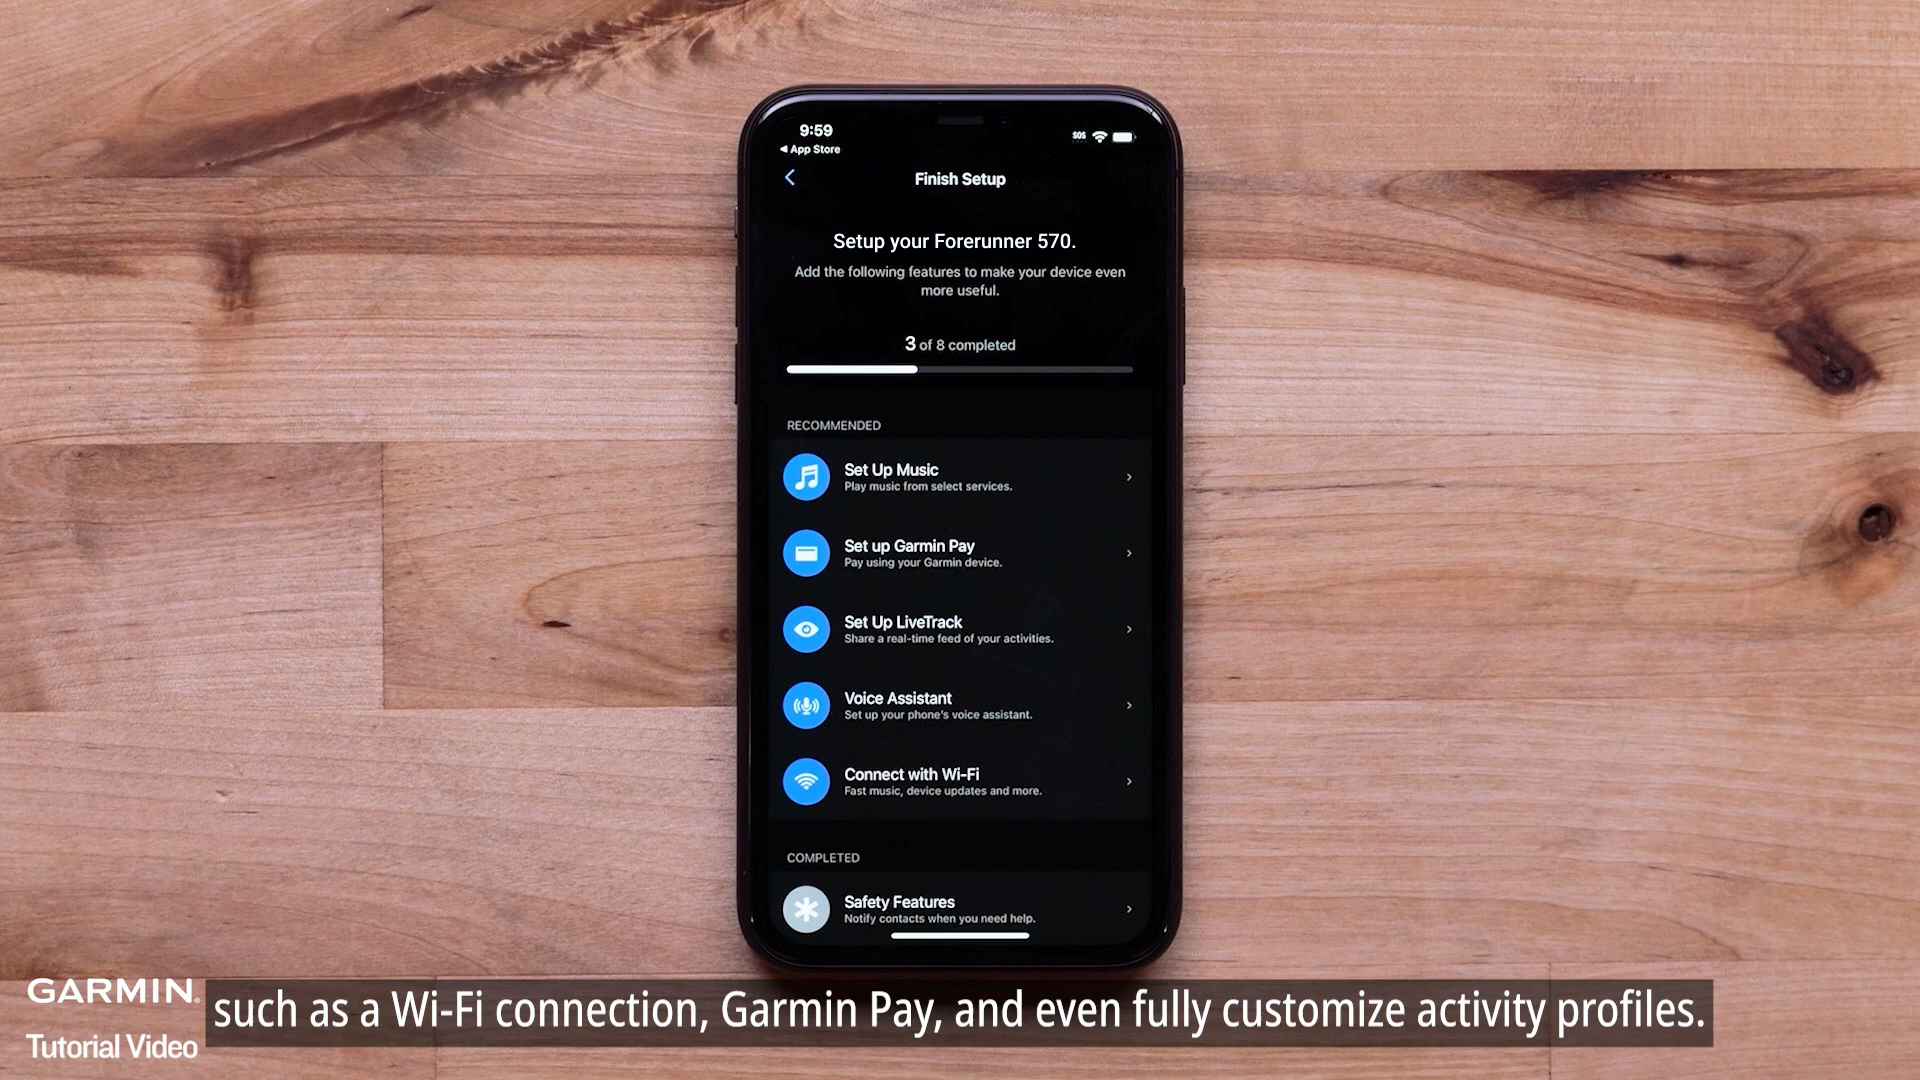 9:59
SOS
◀ App Store
Finish Setup
Setup your Forerunner 570.
Add the following features to make your device even
more useful.
3 of 8 completed
RECOMMENDED
Set Up Music
Play music from select services.
Set up Garmin Pay
Pay using your Garmin device.
Set Up LiveTrack
Share a real-time feed of your activities.
Voice Assistant
Set up your phone's voice assistant.
Connect with Wi-Fi
Fast music, device updates and more.
COMPLETED
Safety Features
Notify contacts when you need help.
GARMIN®
Tutorial Video
such as a Wi-Fi connection, Garmin Pay, and even fully customize activity profiles.